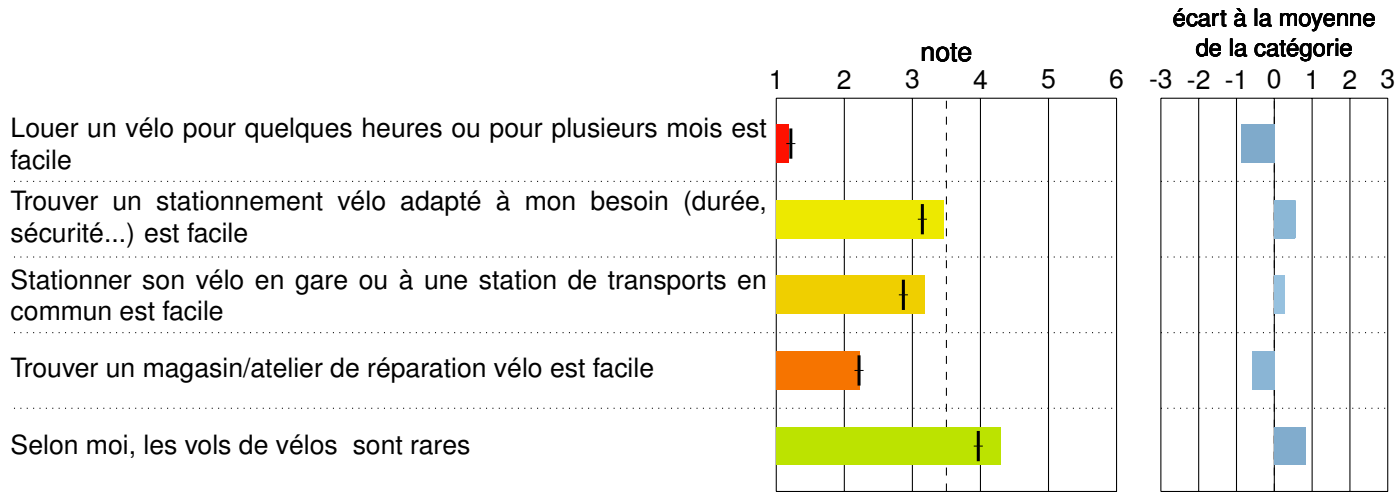 écart à la moyenne
note de la catégorie
1 2 3 4 5 6 -3 -2 -1 0 1 2 3
Louer un vélo pour quelques heures ou pour plusieurs mois est
facile
Trouver un stationnement vélo adapté à mon besoin (durée,
sécurité...) est facile
Stationner son vélo en gare ou à une station de transports en
commun est facile
Trouver un magasin/atelier de réparation vélo est facile
Selon moi, les vols de vélos sont rares